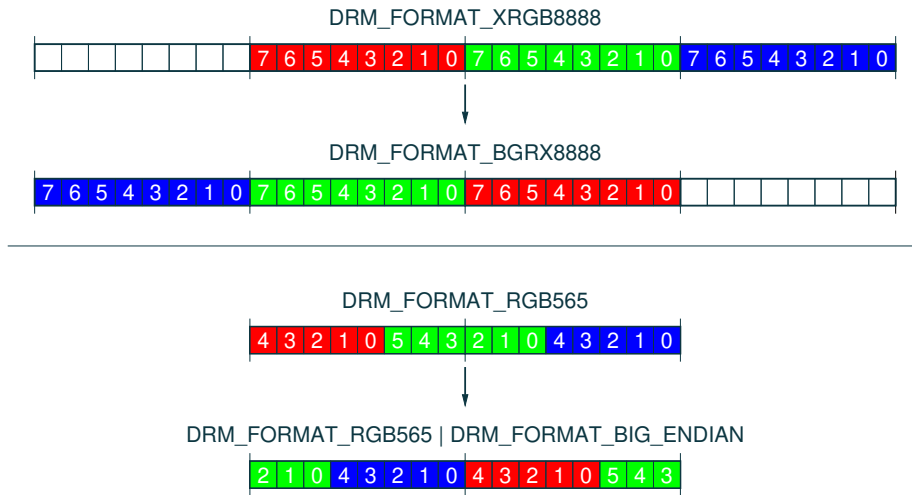 DRM_FORMAT_XRGB8888
7 6 5 4 3 2 1 0 7 6 5 4 3 2 1 0 7 6 5 4 3 2 1 0
DRM_FORMAT_BGRX8888
7 6 5 4 3 2 1 0 7 6 5 4 3 2 1 0 7 6 5 4 3 2 1 0
DRM_FORMAT_RGB565
4 3 2 1 0 5 4 3 2 1 0 4 3 2 1 0
DRM_FORMAT_RGB565 | DRM_FORMAT_BIG_ENDIAN
2 1 0 4 3 2 1 0 4 3 2 1 0 5 4 3